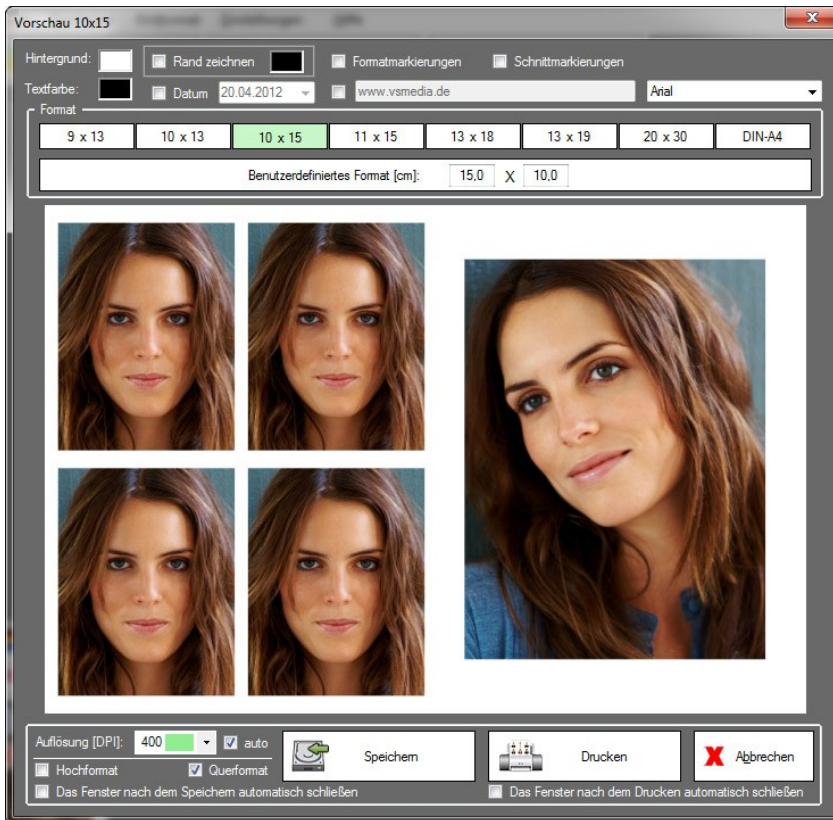 Vorschau 10x15
Hintergrund: Rand zeichnen Formatmarkierungen Schnittmarkierungen
Textfarbe: Datum 20.04.2012 www.vsmedia.de Arial
Format
9 x 13 10 x 13 10 x 15 11 x 15 13 x 18 13 x 19 20 x 30 DIN-A4
Benutzerdefiniertes Format [cm]: 15,0 X 10,0
Auflösung [DPI]: 400 auto Speichern Drucken X Abbrechen
Hochformat Querformat
Das Fenster nach dem Speichern automatisch schließen Das Fenster nach dem Drucken automatisch schließen